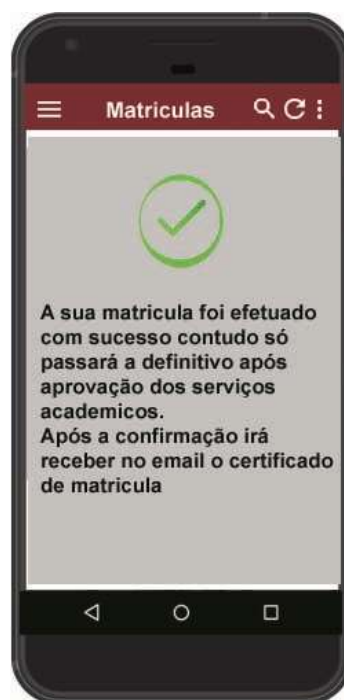 Matriculas
A sua matricula foi efetuado
com sucesso contudo só
passará a definitivo após
aprovação dos serviços
academicos.
Após a confirmação irá
receber no email o certificado
de matricula